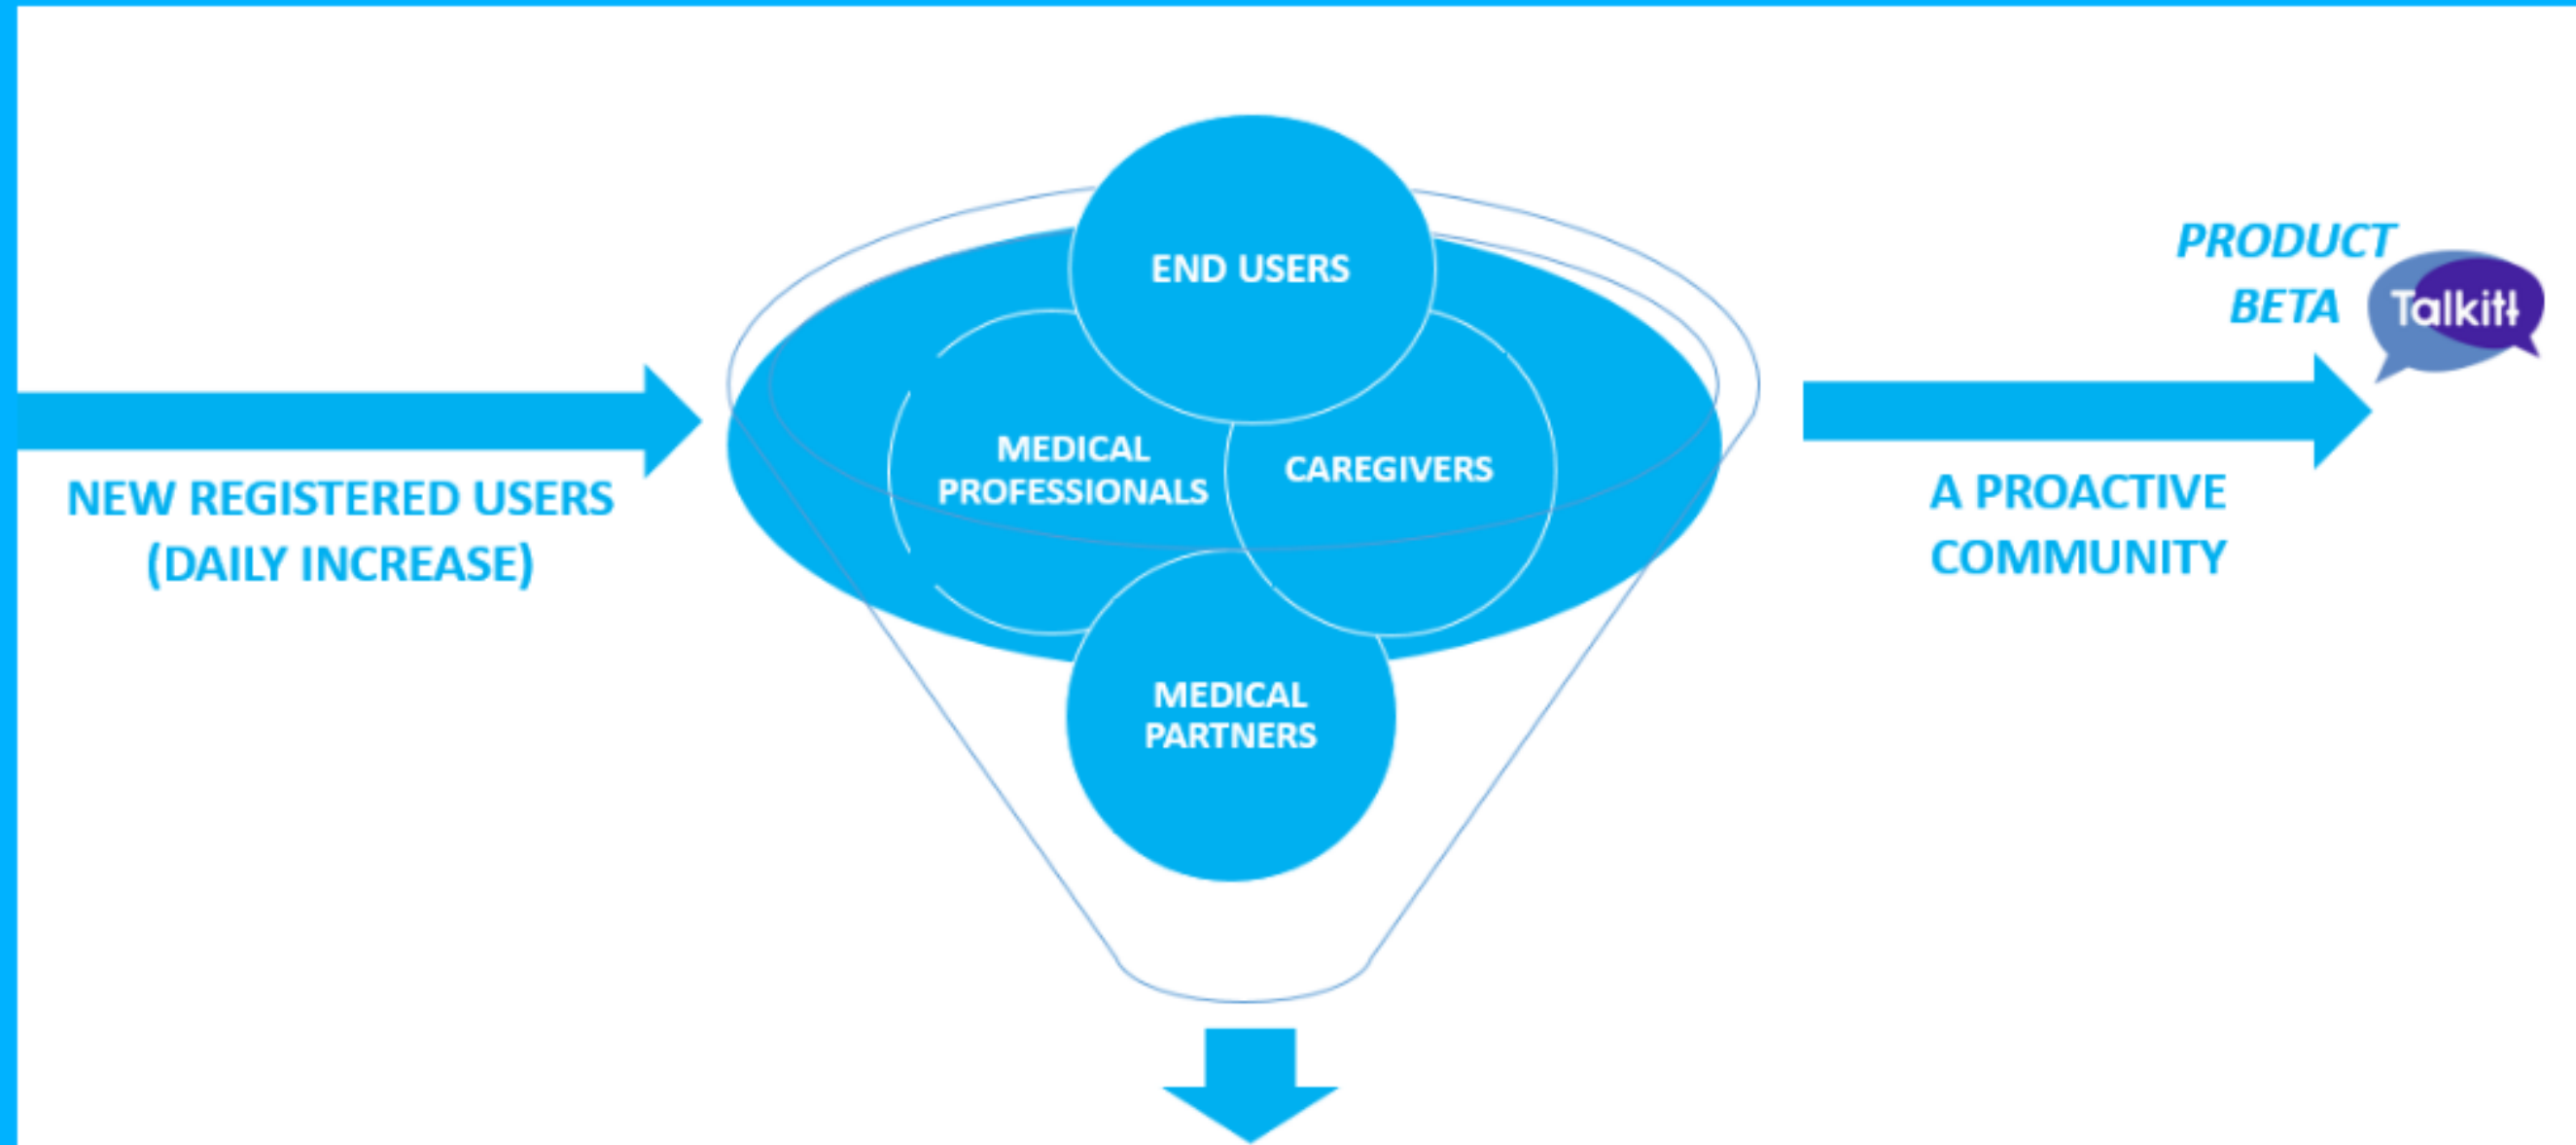 END USERS
PRODUCT
BETA
Talkitt
MEDICAL
PROFESSIONALS
CAREGIVERS
NEW REGISTERED USERS
(DAILY INCREASE)
A PROACTIVE
COMMUNITY
MEDICAL
PARTNERS